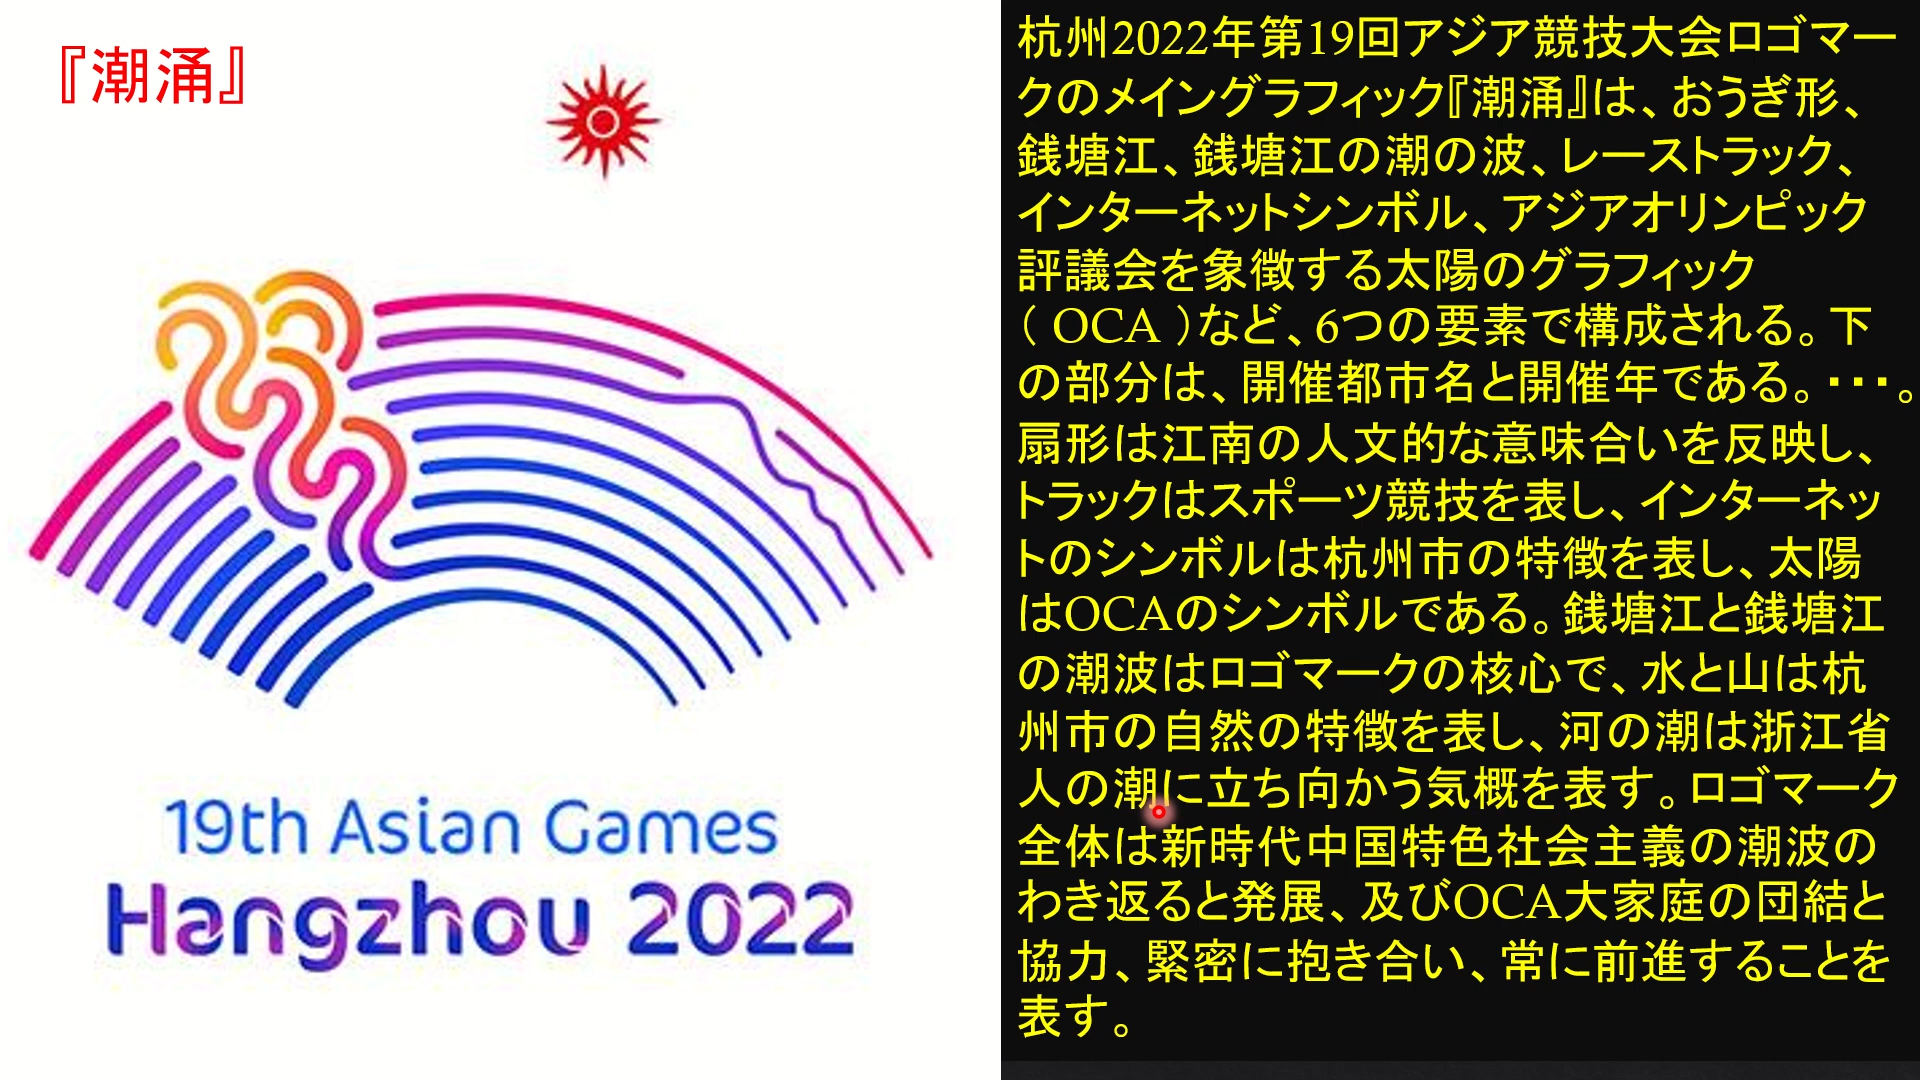 『潮涌』
19th Asian Games
Hangzhou 2022
杭州2022年第19回アジア競技大会ロゴマー
クのメイングラフィック『潮涌』は、おうぎ形、
銭塘江、銭塘江の潮の波、レーストラック、
インターネットシンボル、アジアオリンピック
評議会を象徴する太陽のグラフィック
（ OCA ）など、6つの要素で構成される。下
の部分は、開催都市名と開催年である。・・・。
扇形は江南の人文的な意味合いを反映し、
トラックはスポーツ競技を表し、インターネッ
トのシンボルは杭州市の特徴を表し、太陽
はOCAのシンボルである。銭塘江と銭塘江
の潮波はロゴマークの核心で、水と山は杭
州市の自然の特徴を表し、河の潮は浙江省
人の潮に立ち向かう気概を表す。ロゴマーク
全体は新時代中国特色社会主義の潮波の
わき返ると発展、及びOCA大家庭の団結と
協力、緊密に抱き合い、常に前進することを
表す。